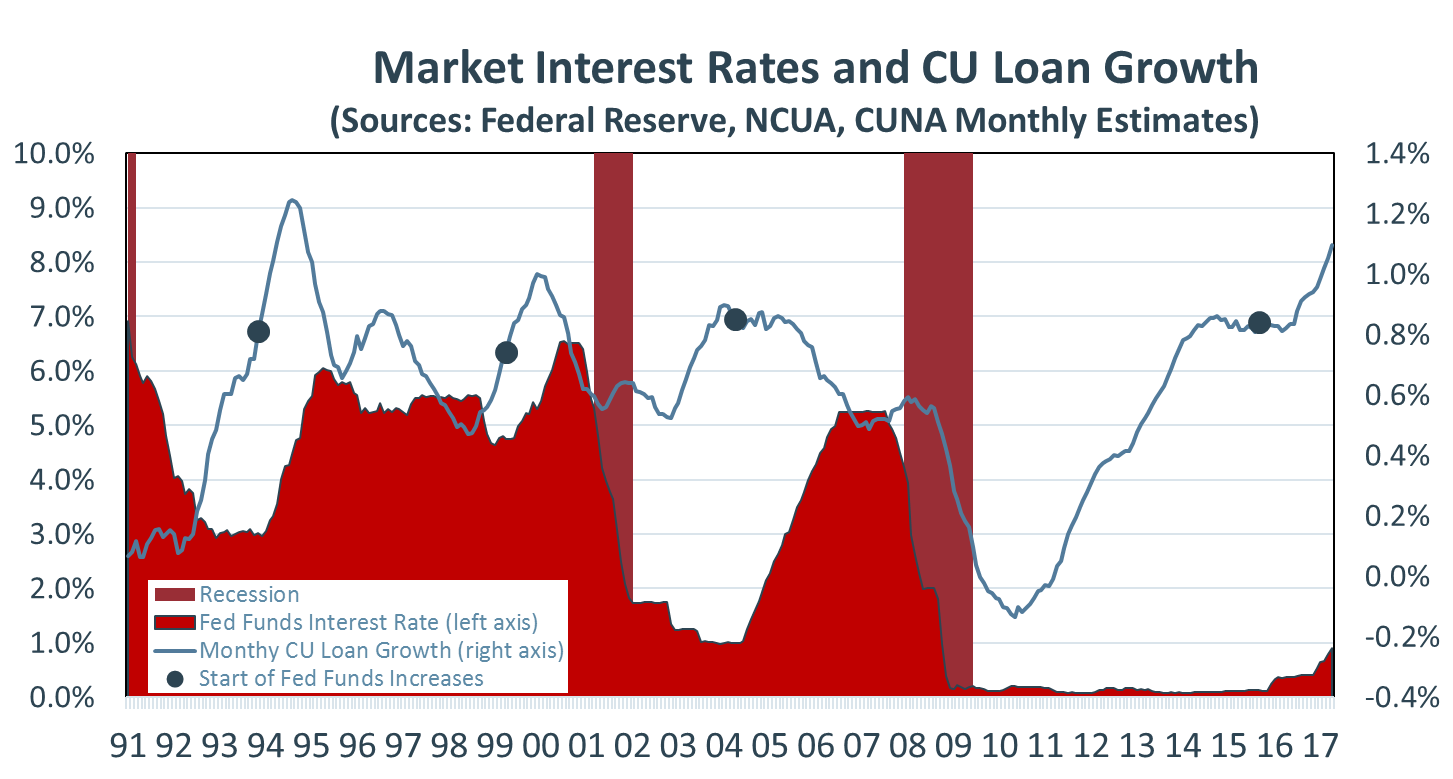 Market Interest Rates and CU Loan Growth
(Sources: Federal Reserve, NCUA, CUNA Monthly Estimates)
10.0% 1.4%
9.0% 1.2%
8.0% 1.0%
7.0% 0.8%
6.0% 0.6%
5.0% 0.4%
4.0% 0.2%
3.0% 0.0%
2.0% -0.2%
1.0% -0.4%
0.0%
Recession
Fed Funds Interest Rate (left axis)
Monthy CU Loan Growth (right axis)
Start of Fed Funds Increases
91 92 93 94 95 96 97 98 99 00 01 02 03 04 05 06 07 08 09 10 11 12 13 14 15 16 17